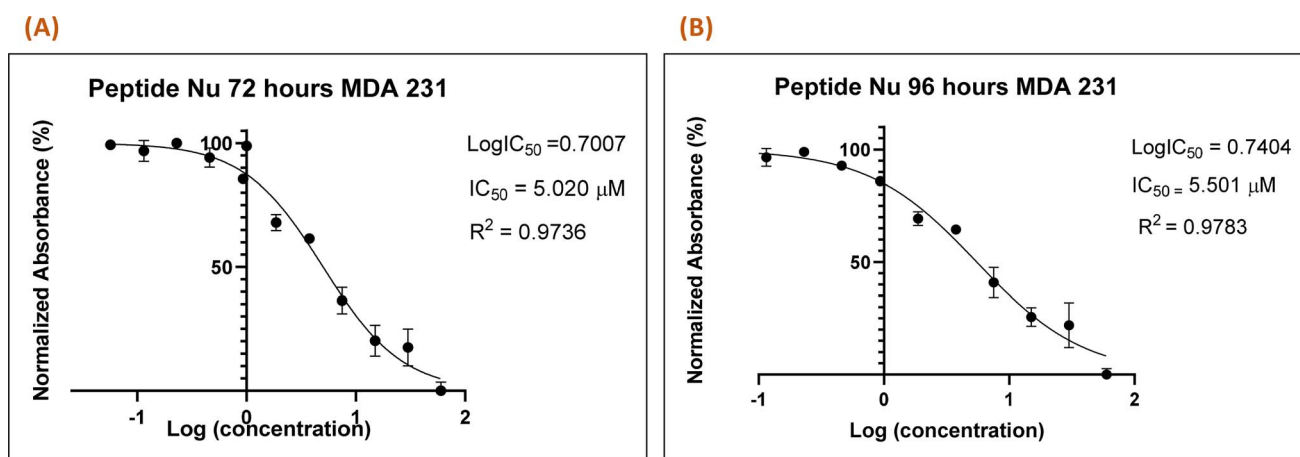 (A)
Peptide Nu 72 hours MDA 231
Normalized Absorbance (%)
100
50
LogIC₅₀ =0.7007
IC₅₀ = 5.020 μM
R² = 0.9736
-1 0 1 2
Log (concentration)
(B)
Peptide Nu 96 hours MDA 231
Normalized Absorbance (%)
100
50
LogIC₅₀ = 0.7404
IC₅₀ = 5.501 μM
R² = 0.9783
-1 0 1 2
Log (concentration)